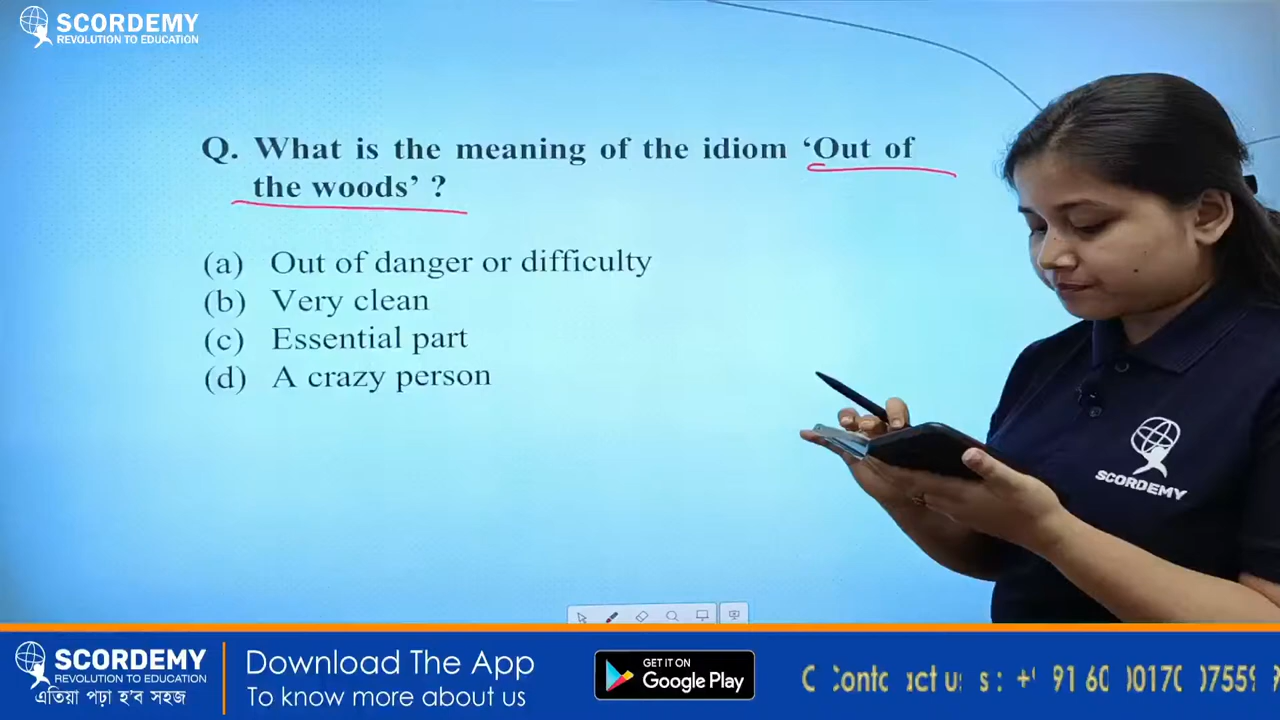 SCORDEMY
REVOLUTION TO EDUCATION
Q. What is the meaning of the idiom ‘Out of
the woods’ ?
(a) Out of danger or difficulty
(b) Very clean
(c) Essential part
(d) A crazy person
SCORDEMY
SCORDEMY
REVOLUTION TO EDUCATION
এতিয়া পঢ়া হ'ব সহজ
Download The App
To know more about us
GET IT ON
Google Play